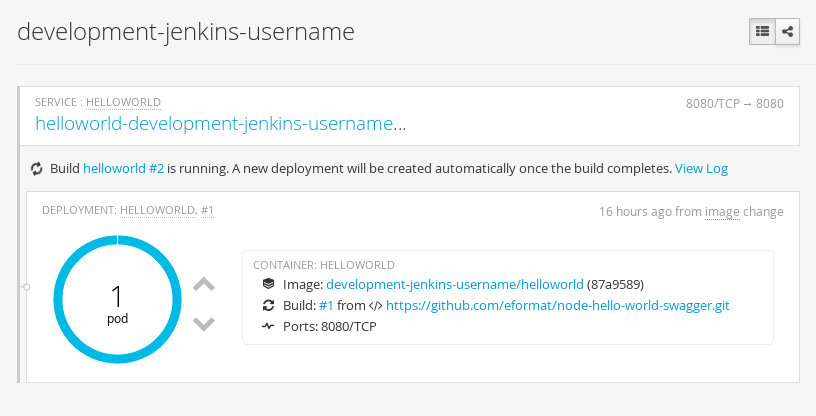 development-jenkins-username
SERVICE : HELLOWORLD
8080/TCP → 8080
helloworld-development-jenkins-username...
Build helloworld #2 is running. A new deployment will be created automatically once the build completes. View Log
DEPLOYMENT: HELLOWORLD, #1
16 hours ago from image change
1
pod
CONTAINER: HELLOWORLD
Image: development-jenkins-username/helloworld (87a9589)
Build: #1 from </> https://github.com/eformat/node-hello-world-swagger.git
Ports: 8080/TCP